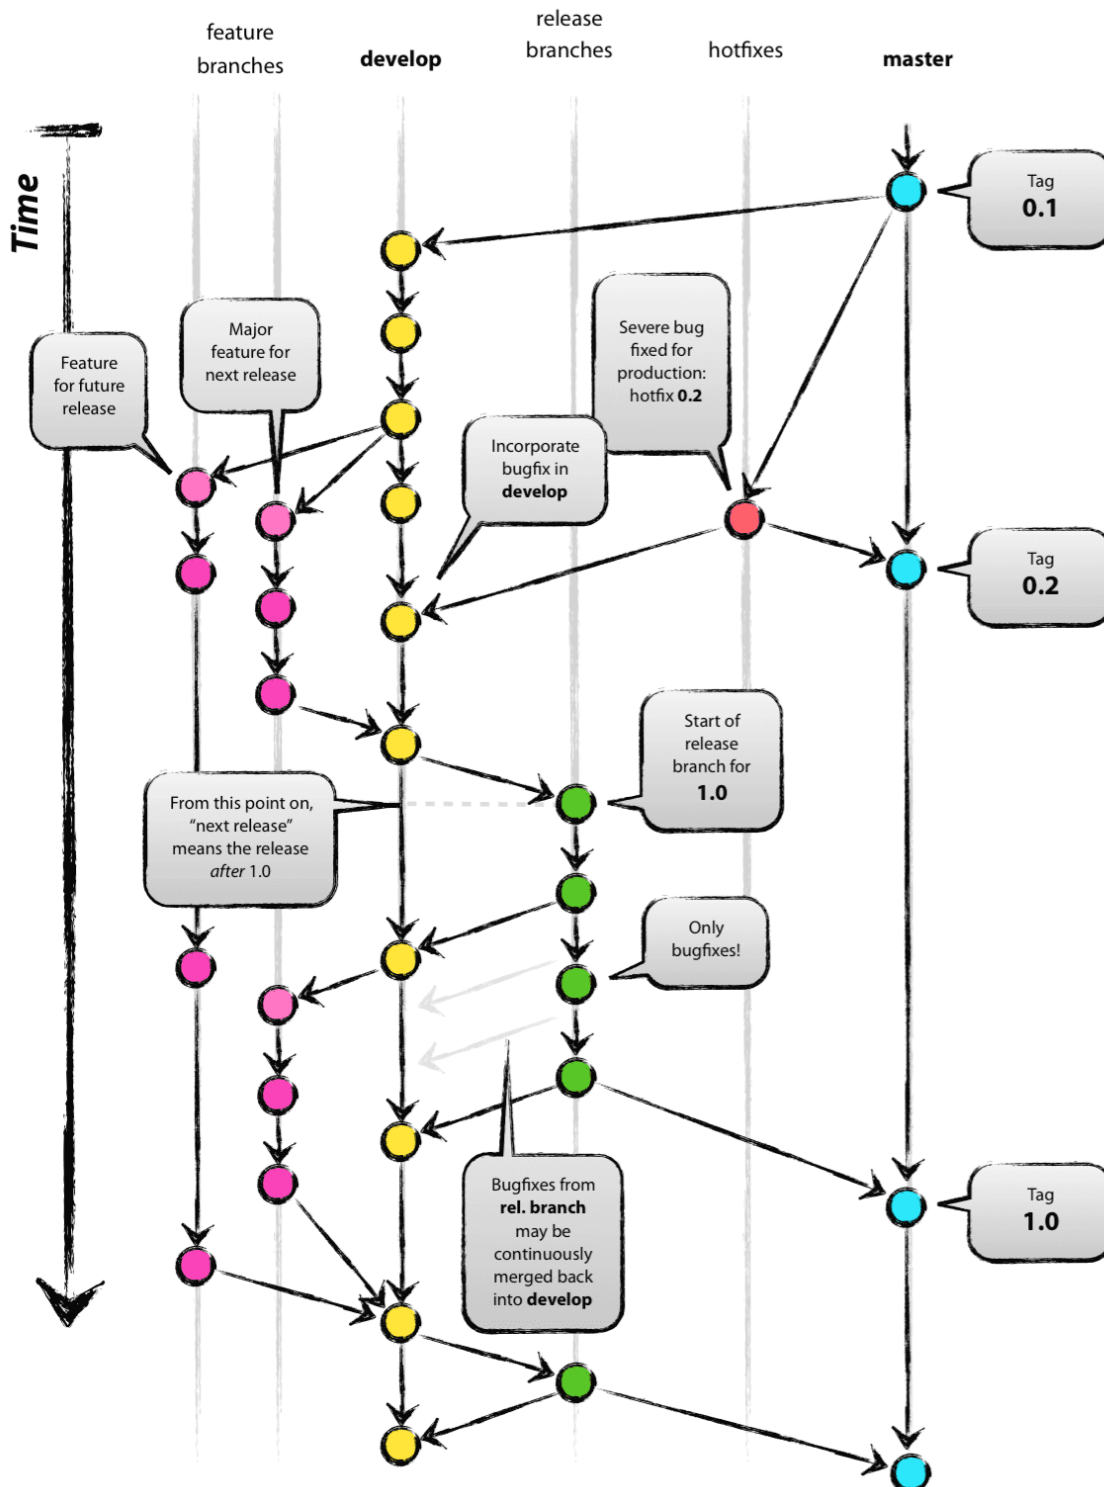 feature
branches
develop
release
branches
hotfixes
master
Time
Tag
0.1
Severe bug
fixed for
production:
hotfix 0.2
Major
feature for
next release
Feature
for future
release
Incorporate
bugfix in
develop
Tag
0.2
Start of
release
branch for
1.0
From this point on,
“next release”
means the release
after 1.0
Only
bugfixes!
Bugfixes from
rel. branch
may be
continuously
merged back
into develop
Tag
1.0